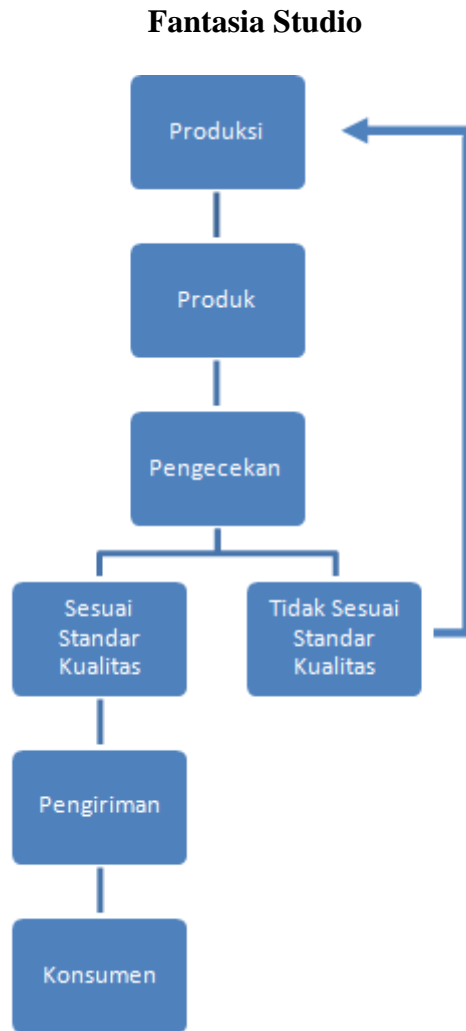 Fantasia Studio
Produksi
Produk
Pengecekan
Sesuai
Standar
Kualitas
Tidak Sesuai
Standar
Kualitas
Pengiriman
Konsumen